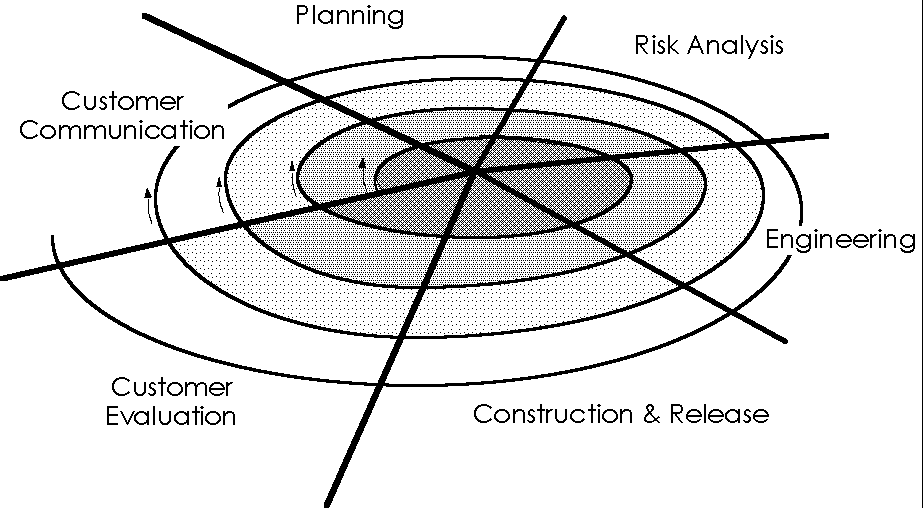 Planning
Risk Analysis
Customer
Communication
Engineering
Customer
Evaluation
Construction & Release